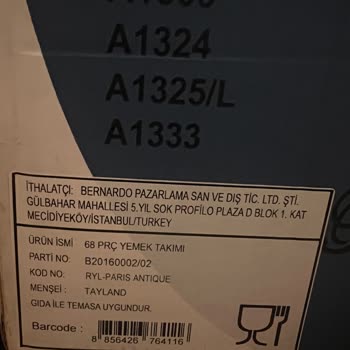 A1324
A1325/L
A1333
İTHALATÇI: BERNARDO PAZARLAMA SAN VE DIŞ TİC. LTD. ŞTİ.
GÜLBAHAR MAHALLESİ 5.YIL SOK PROFİLO PLAZA D BLOK 1. KAT
MECİDİYEKÖY/İSTANBUL/TURKEY
ÜRÜN İSMİ 68 PRÇ YEMEK TAKIMI
PARTİ NO. B20160002/02
KOD NO: RYL-PARIS ANTIQUE
MENŞEİ : TAYLAND
GIDA İLE TEMASA UYGUNDUR.
Barcode :
8 856426 764116